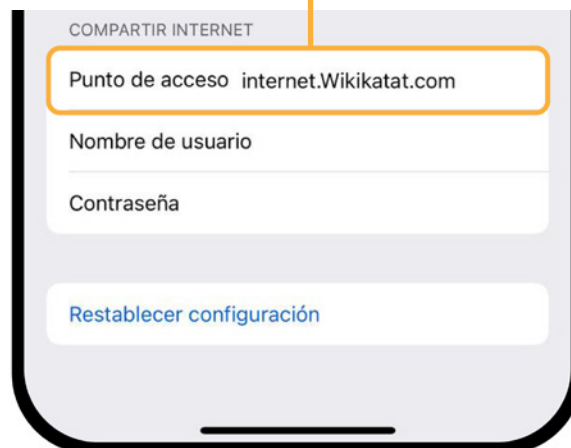 COMPARTIR INTERNET
Punto de acceso internet.Wikikatat.com
Nombre de usuario
Contraseña
Restablecer configuración